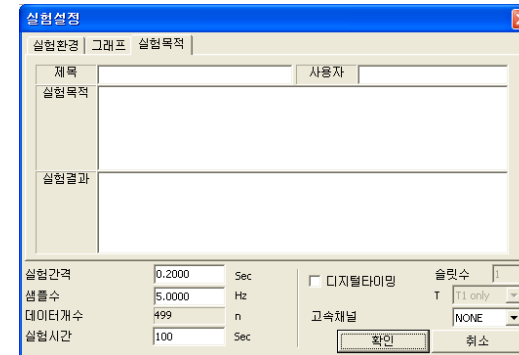 실험설정
실험환경 그래프 실험목적
제목 사용자
실험목적
실험결과
실험간격 0.2000 Sec 디지털타이밍 슬릿수 1
샘플수 5.0000 Hz T T1 only
데이터개수 499 n 고속채널 NONE
실험시간 100 Sec 확인 취소